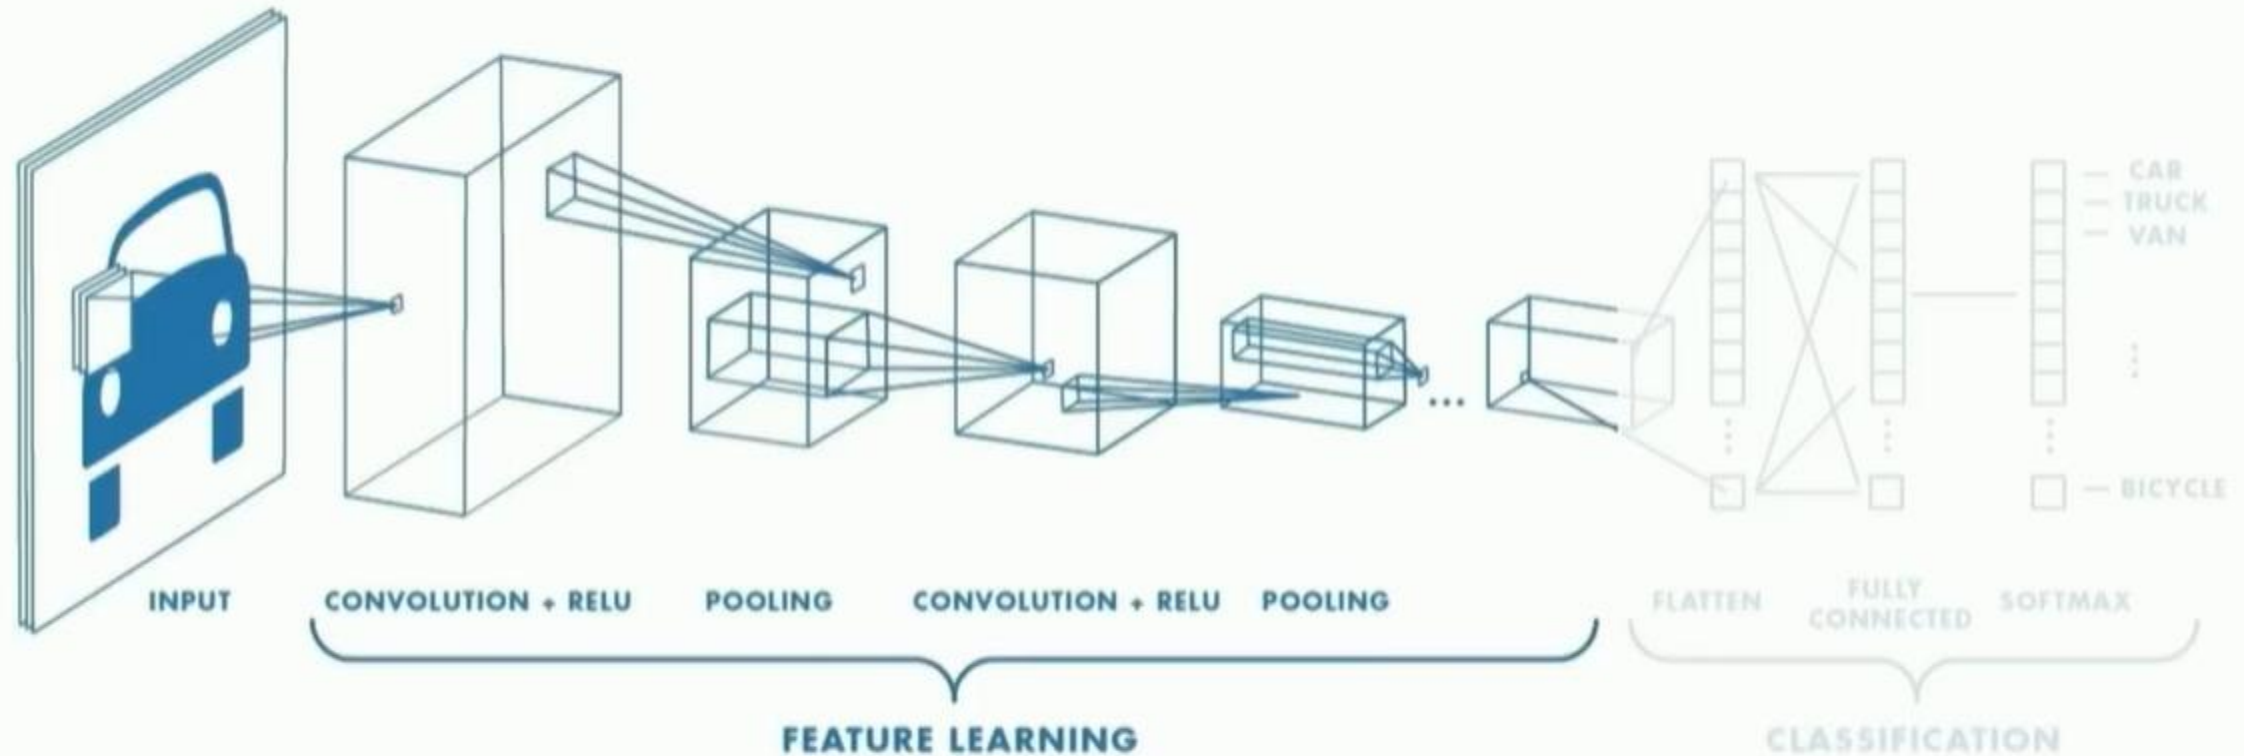 CAR
TRUCK
VAN
BICYCLE
INPUT
CONVOLUTION + RELU
POOLING
CONVOLUTION + RELU
POOLING
FLATTEN
FULLY
CONNECTED
SOFTMAX
FEATURE LEARNING
CLASSIFICATION